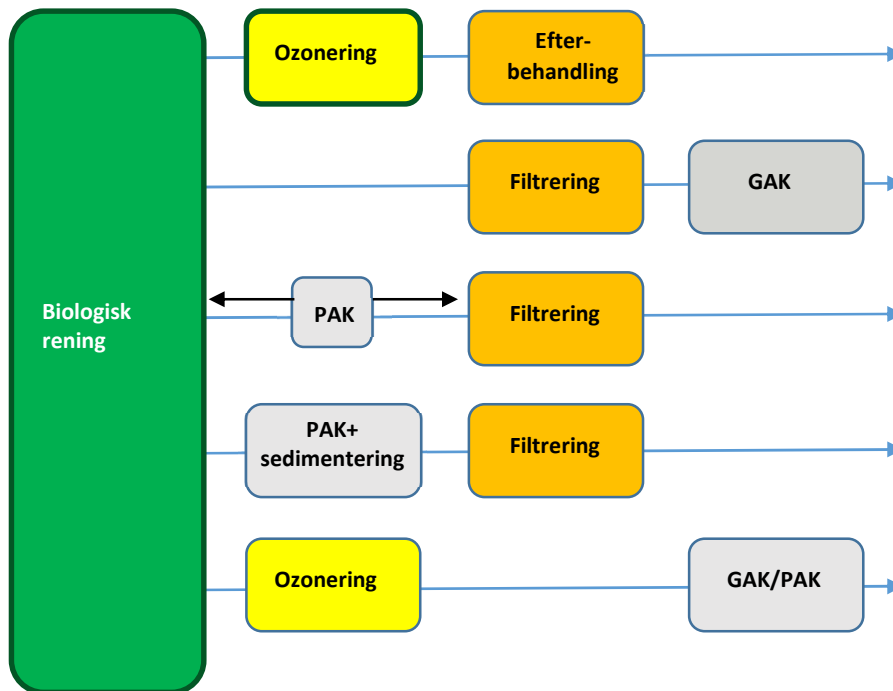 Ozonering
Efter-
behandling
Filtrering
GAK
Biologisk
rening
PAK
Filtrering
PAK+
sedimentering
Filtrering
Ozonering
GAK/PAK